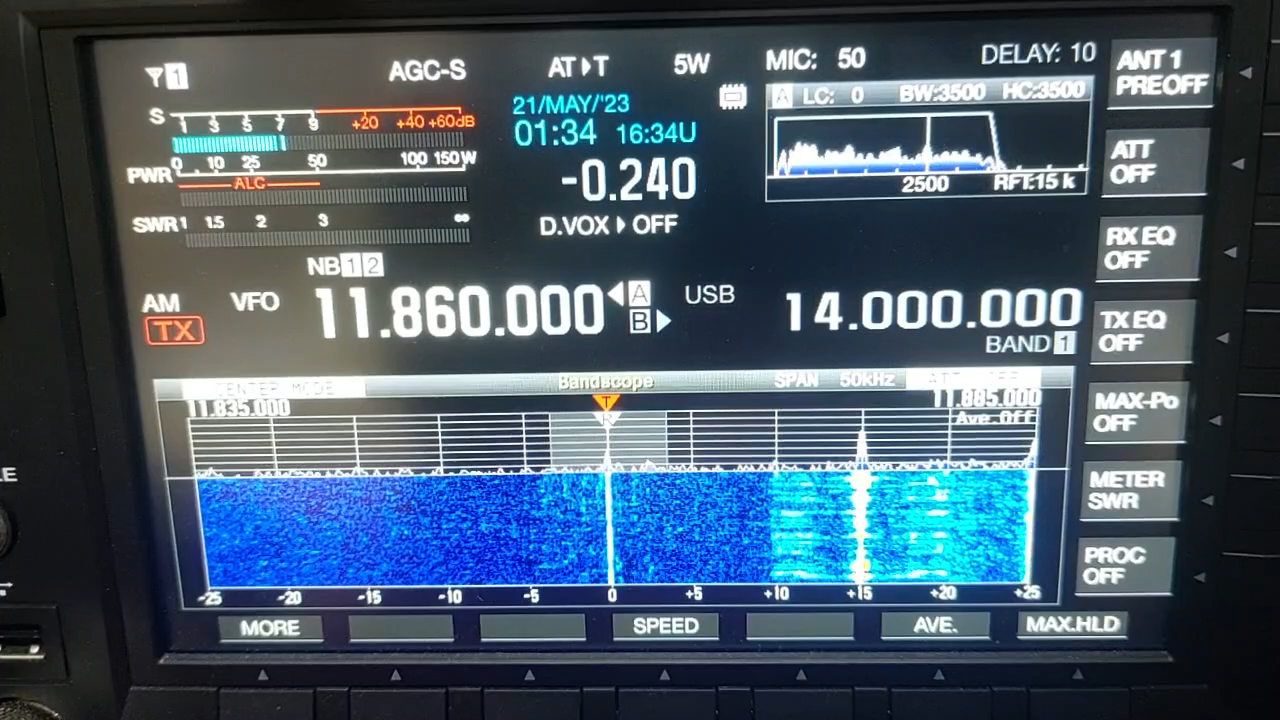 1 AGC-S AT▸T 5W MIC: 50 DELAY: 10
ANT 1
PREOFF
S 1 3 5 7 9 +20 +40 +60dB
21/MAY/'23
A LC: 0 BW:3500 HC:3500
01:34 16:34U
PWR 0 10 25 50 100 150W
ALC
-0.240
2500 RFT:15 k
ATT
OFF
SWR 1 1.5 2 3 ∞
D.VOX▸OFF
RX EQ
OFF
NB 1 2
AM VFO 11.860.000 ◀A USB 14.000.000
TX B▶ BAND 1
TX EQ
OFF
CENTER MODE Bandscope SPAN 50kHz
11.835.000 T 11.885.000
R Ave.Off
MAX-Po
OFF
METER
SWR
PROC
OFF
-25 -20 -15 -10 -5 0 +5 +10 +15 +20 +25
MORE SPEED AVE. MAX.HLD